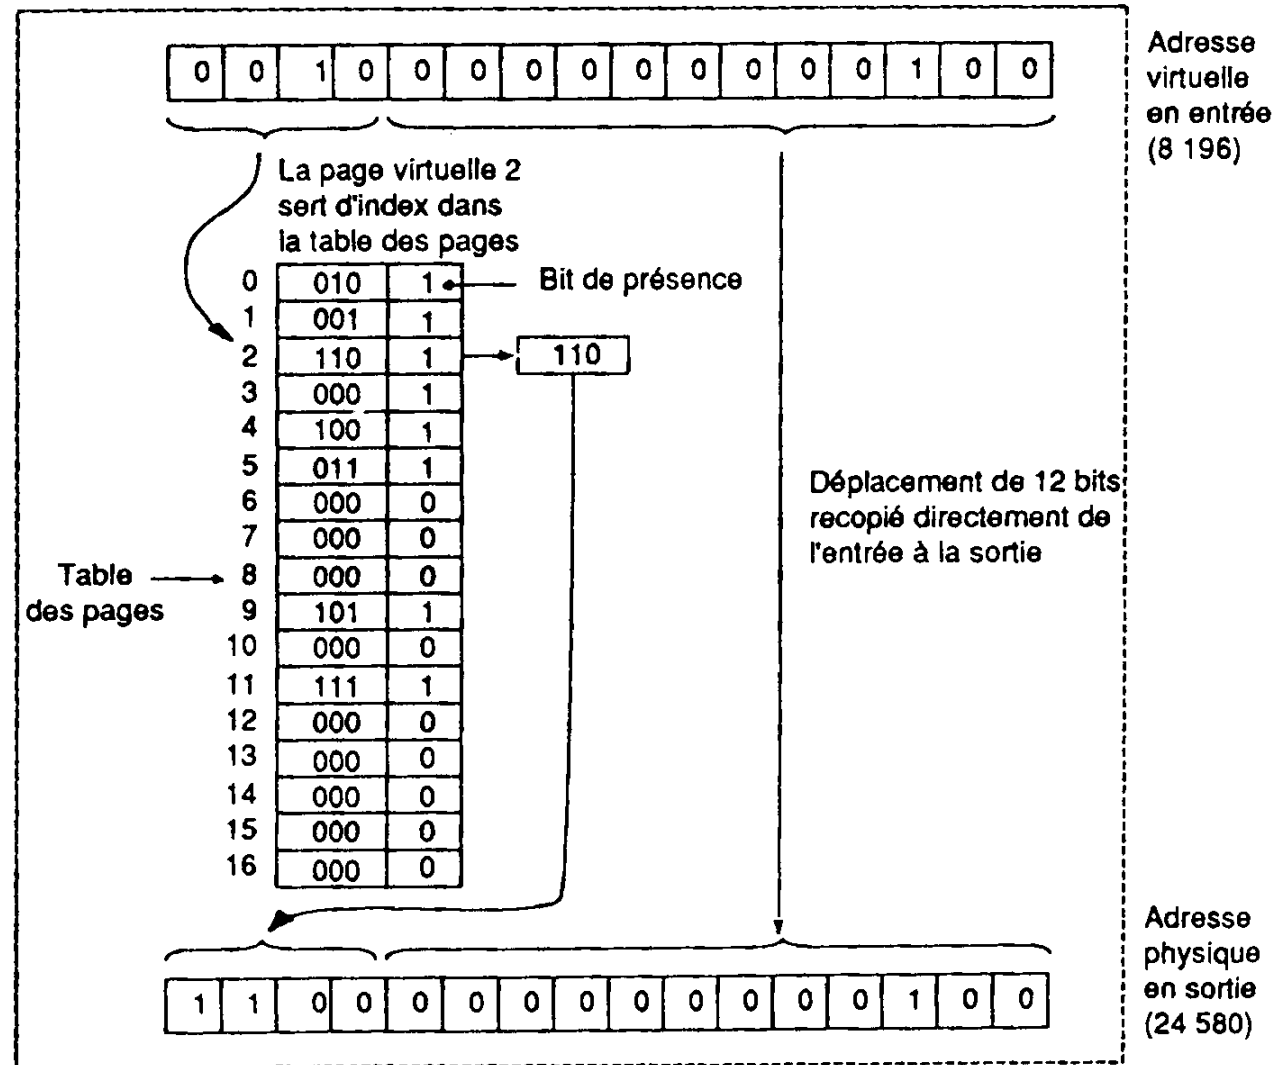 0 0 1 0 0 0 0 0 0 0 0 0 0 1 0 0
Adresse
virtuelle
en entrée
(8 196)
La page virtuelle 2
sert d'index dans
la table des pages
0 010 1 Bit de présence
1 001 1
2 110 1 110
3 000 1
4 100 1
5 011 1
6 000 0
7 000 0
8 000 0
9 101 1
10 000 0
11 111 1
12 000 0
13 000 0
14 000 0
15 000 0
16 000 0
Table
des pages
Déplacement de 12 bits
recopié directement de
l'entrée à la sortie
1 1 0 0 0 0 0 0 0 0 0 0 0 1 0 0
Adresse
physique
en sortie
(24 580)